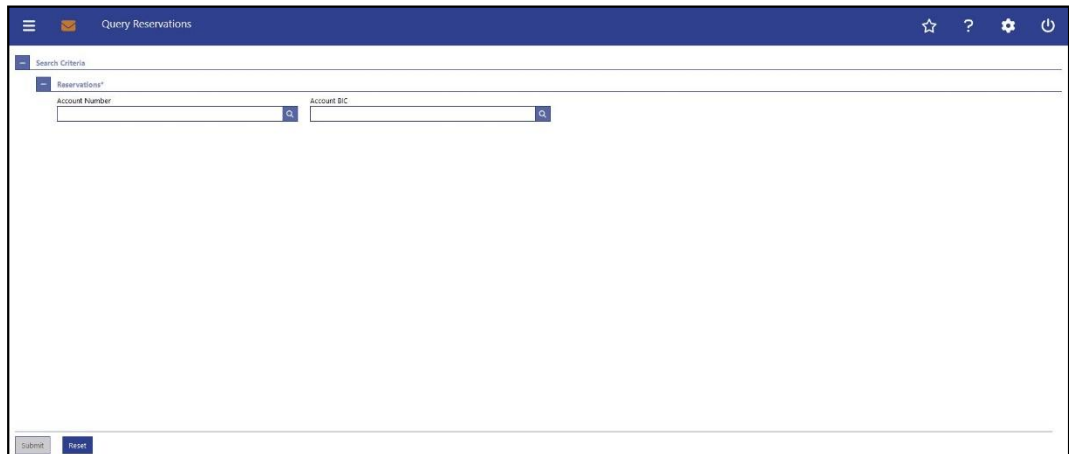 Query Reservations
Search Criteria
Reservations*
Account Number Account BIC
Submit Reset